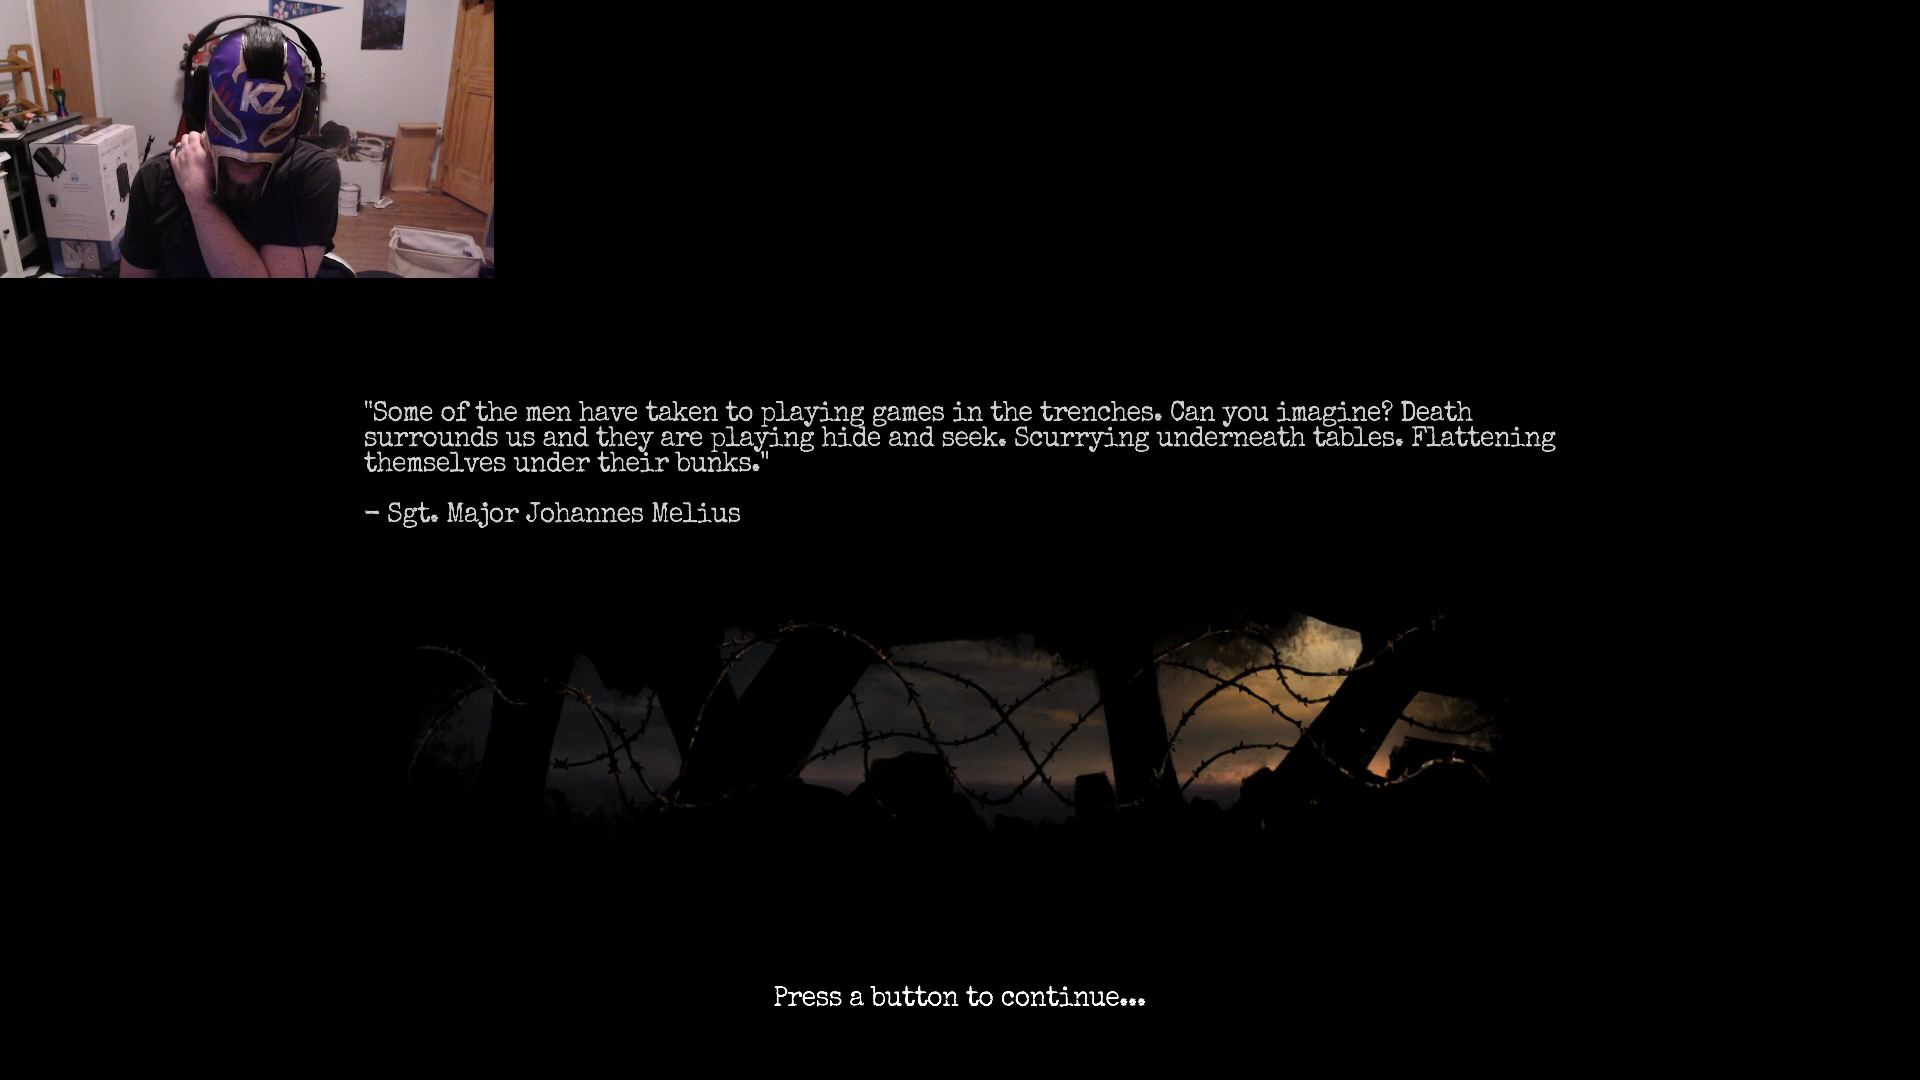 KZ
"Some of the men have taken to playing games in the trenches. Can you imagine? Death
surrounds us and they are playing hide and seek. Scurrying underneath tables. Flattening
themselves under their bunks."
- Sgt. Major Johannes Melius
Press a button to continue...